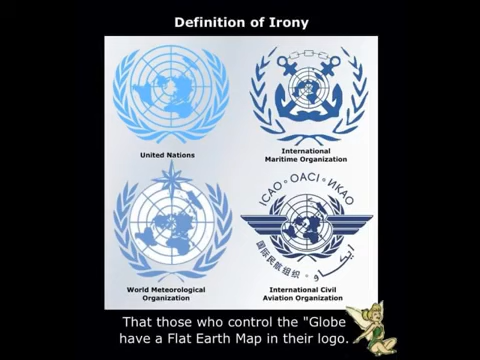 Definition of Irony
United Nations
International
Maritime Organization
ICAO • OACI • ИКАО
国际民航组织
ايكاو
World Meteorological
Organization
International Civil
Aviation Organization
That those who control the "Globe
have a Flat Earth Map in their logo.